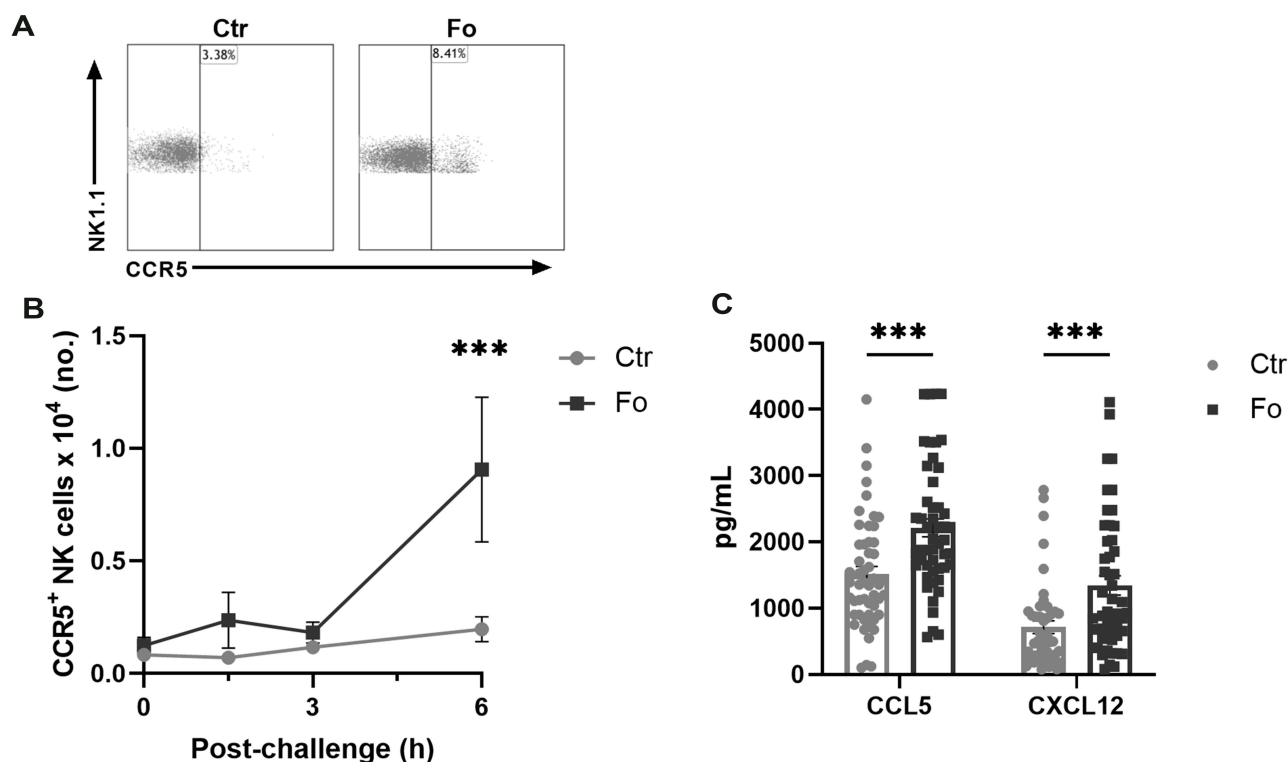 A
Ctr
Fo
3.38%
8.41%
NK1.1
CCR5
B
CCR5+ NK cells x 10⁴ (no.)
1.5
1.0
0.5
0.0
0
3
6
Post-challenge (h)
***
Ctr
Fo
C
pg/mL
5000
4000
3000
2000
1000
0
***
***
CCL5
CXCL12
Ctr
Fo